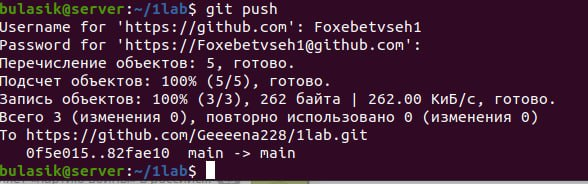 bulasik@server:~/1lab$ git push
Username for 'https://github.com': Foxebetvseh1
Password for 'https://Foxebetvseh1@github.com':
Перечисление объектов: 5, готово.
Подсчет объектов: 100% (5/5), готово.
Запись объектов: 100% (3/3), 262 байта | 262.00 КиБ/с, готово.
Всего 3 (изменения 0), повторно использовано 0 (изменений 0)
To https://github.com/Geeeena228/1lab.git
   0f5e015..82fae10  main -> main
bulasik@server:~/1lab$